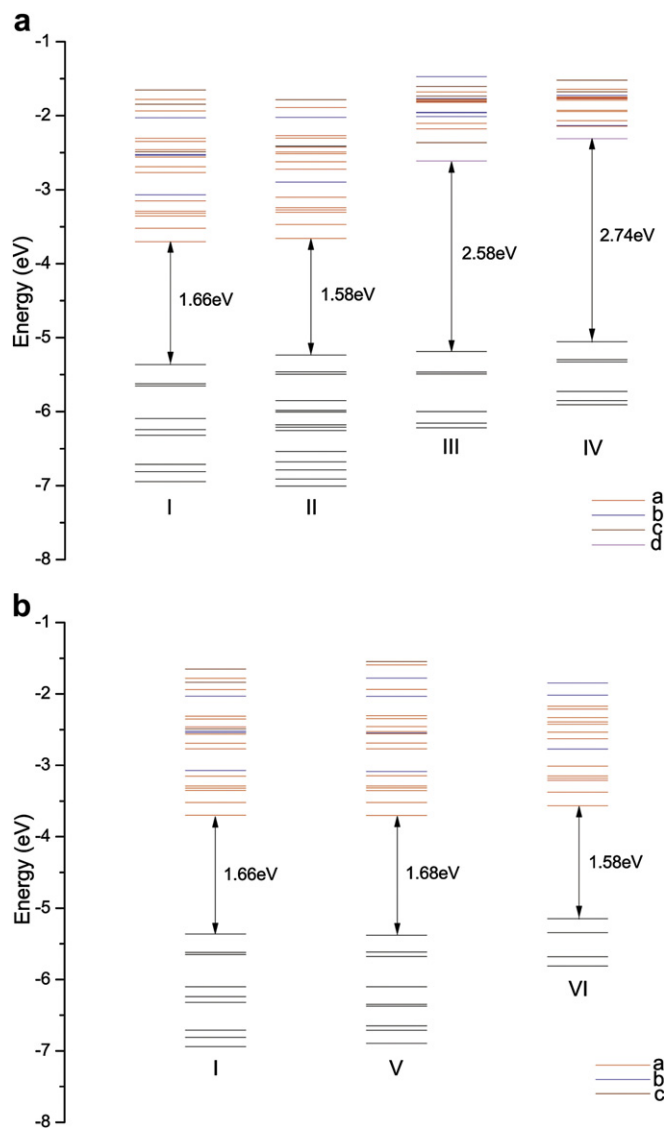 a
-1
-2
-3
-4
-5
-6
-7
-8
Energy (eV)
1.66eV
1.58eV
2.58eV
2.74eV
I
II
III
IV
a
b
c
d
b
-1
-2
-3
-4
-5
-6
-7
-8
Energy (eV)
1.66eV
1.68eV
1.58eV
I
V
VI
a
b
c